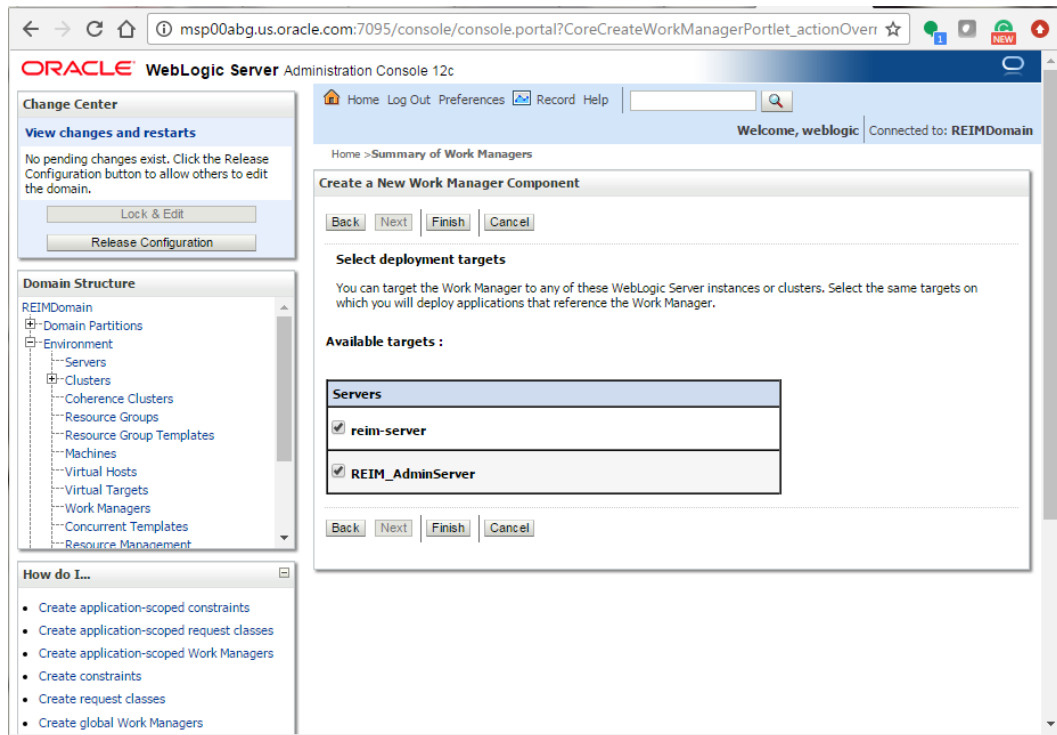 msp00abg.us.oracle.com:7095/console/console.portal?CoreCreateWorkManagerPortlet_actionOverr
1
NEW
ORACLE WebLogic Server Administration Console 12c
Change Center
View changes and restarts
No pending changes exist. Click the Release
Configuration button to allow others to edit
the domain.
Lock & Edit
Release Configuration
Domain Structure
REIMDomain
Domain Partitions
Environment
Servers
Clusters
Coherence Clusters
Resource Groups
Resource Group Templates
Machines
Virtual Hosts
Virtual Targets
Work Managers
Concurrent Templates
Resource Management
How do I...
Create application-scoped constraints
Create application-scoped request classes
Create application-scoped Work Managers
Create constraints
Create request classes
Create global Work Managers
Home Log Out Preferences Record Help
Welcome, weblogic Connected to: REIMDomain
Home >Summary of Work Managers
Create a New Work Manager Component
Back Next Finish Cancel
Select deployment targets
You can target the Work Manager to any of these WebLogic Server instances or clusters. Select the same targets on
which you will deploy applications that reference the Work Manager.
Available targets :
Servers
reim-server
REIM_AdminServer
Back Next Finish Cancel